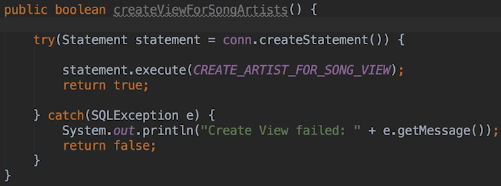 public boolean createViewForSongArtists() {
try(Statement statement = conn.createStatement()) {
statement.execute(CREATE_ARTIST_FOR_SONG_VIEW);
return true;
} catch(SQLException e) {
System.out.println("Create View failed: " + e.getMessage());
return false;
}
}